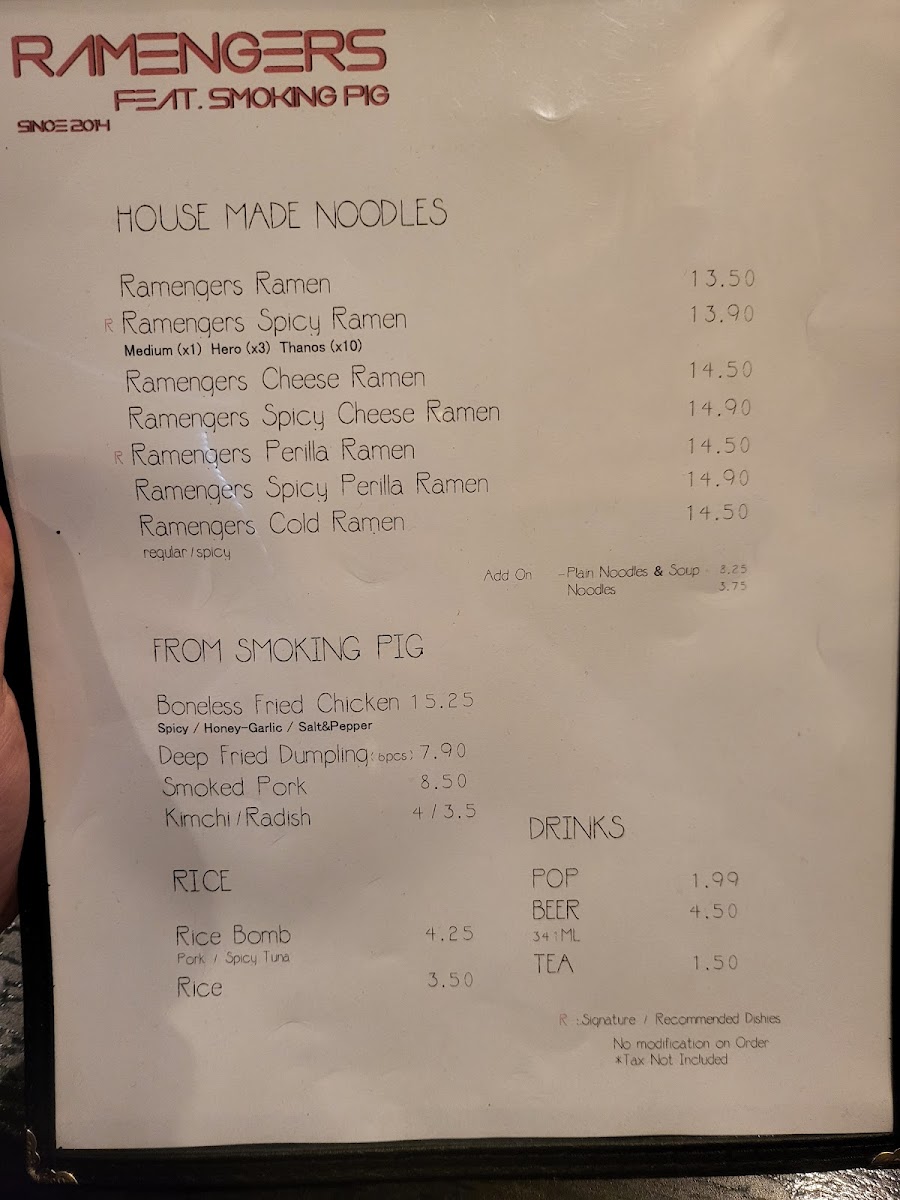 RAMENGERS
FEAT. SMOKING PIG
SINCE 2014
HOUSE MADE NOODLES
Ramengers Ramen 13.50
R Ramengers Spicy Ramen 13.90
Medium (x1) Hero (x3) Thanos (x10)
Ramengers Cheese Ramen 14.50
Ramengers Spicy Cheese Ramen 14.90
R Ramengers Perilla Ramen 14.50
Ramengers Spicy Perilla Ramen 14.90
Ramengers Cold Ramen 14.50
regular / spicy
Add On - Plain Noodles & Soup - 3.25
Noodles 3.75
FROM SMOKING PIG
Boneless Fried Chicken 15.25
Spicy / Honey-Garlic / Salt&Pepper
Deep Fried Dumpling (6pcs) 7.90
Smoked Pork 8.50
Kimchi / Radish 4 / 3.5
RICE
Rice Bomb 4.25
Pork / Spicy Tuna
Rice 3.50
DRINKS
POP 1.99
BEER 4.50
341ML
TEA 1.50
R : Signature / Recommended Dishies
No modification on Order
*Tax Not Included